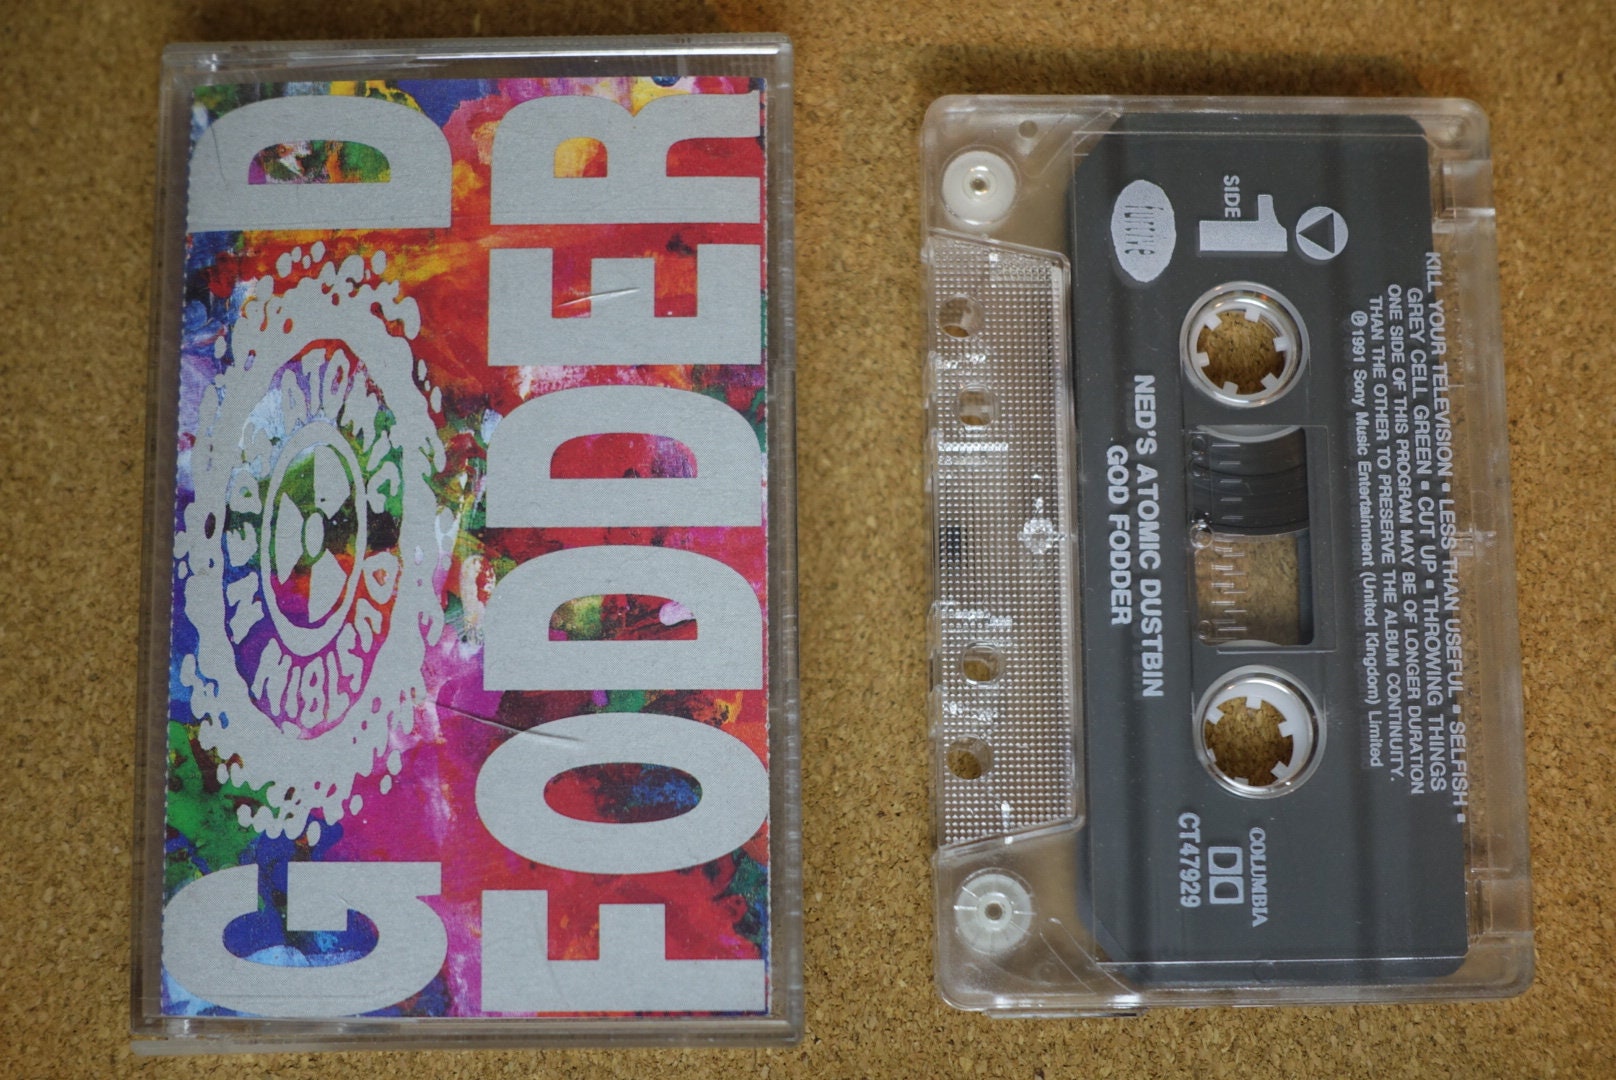 GOD
FODDER
NED'S ATOMIC DUSTBIN
KILL YOUR TELEVISION ▪ LESS THAN USEFUL ▪ SELFISH ▪
GREY CELL GREEN ▪ CUT UP ▪ THROWING THINGS
ONE SIDE OF THIS PROGRAM MAY BE OF LONGER DURATION
THAN THE OTHER TO PRESERVE THE ALBUM CONTINUITY.
℗ 1991 Sony Music Entertainment (United Kingdom) Limited
SIDE
1
furtive
COLUMBIA
CT47929
NED'S ATOMIC DUSTBIN
GOD FODDER